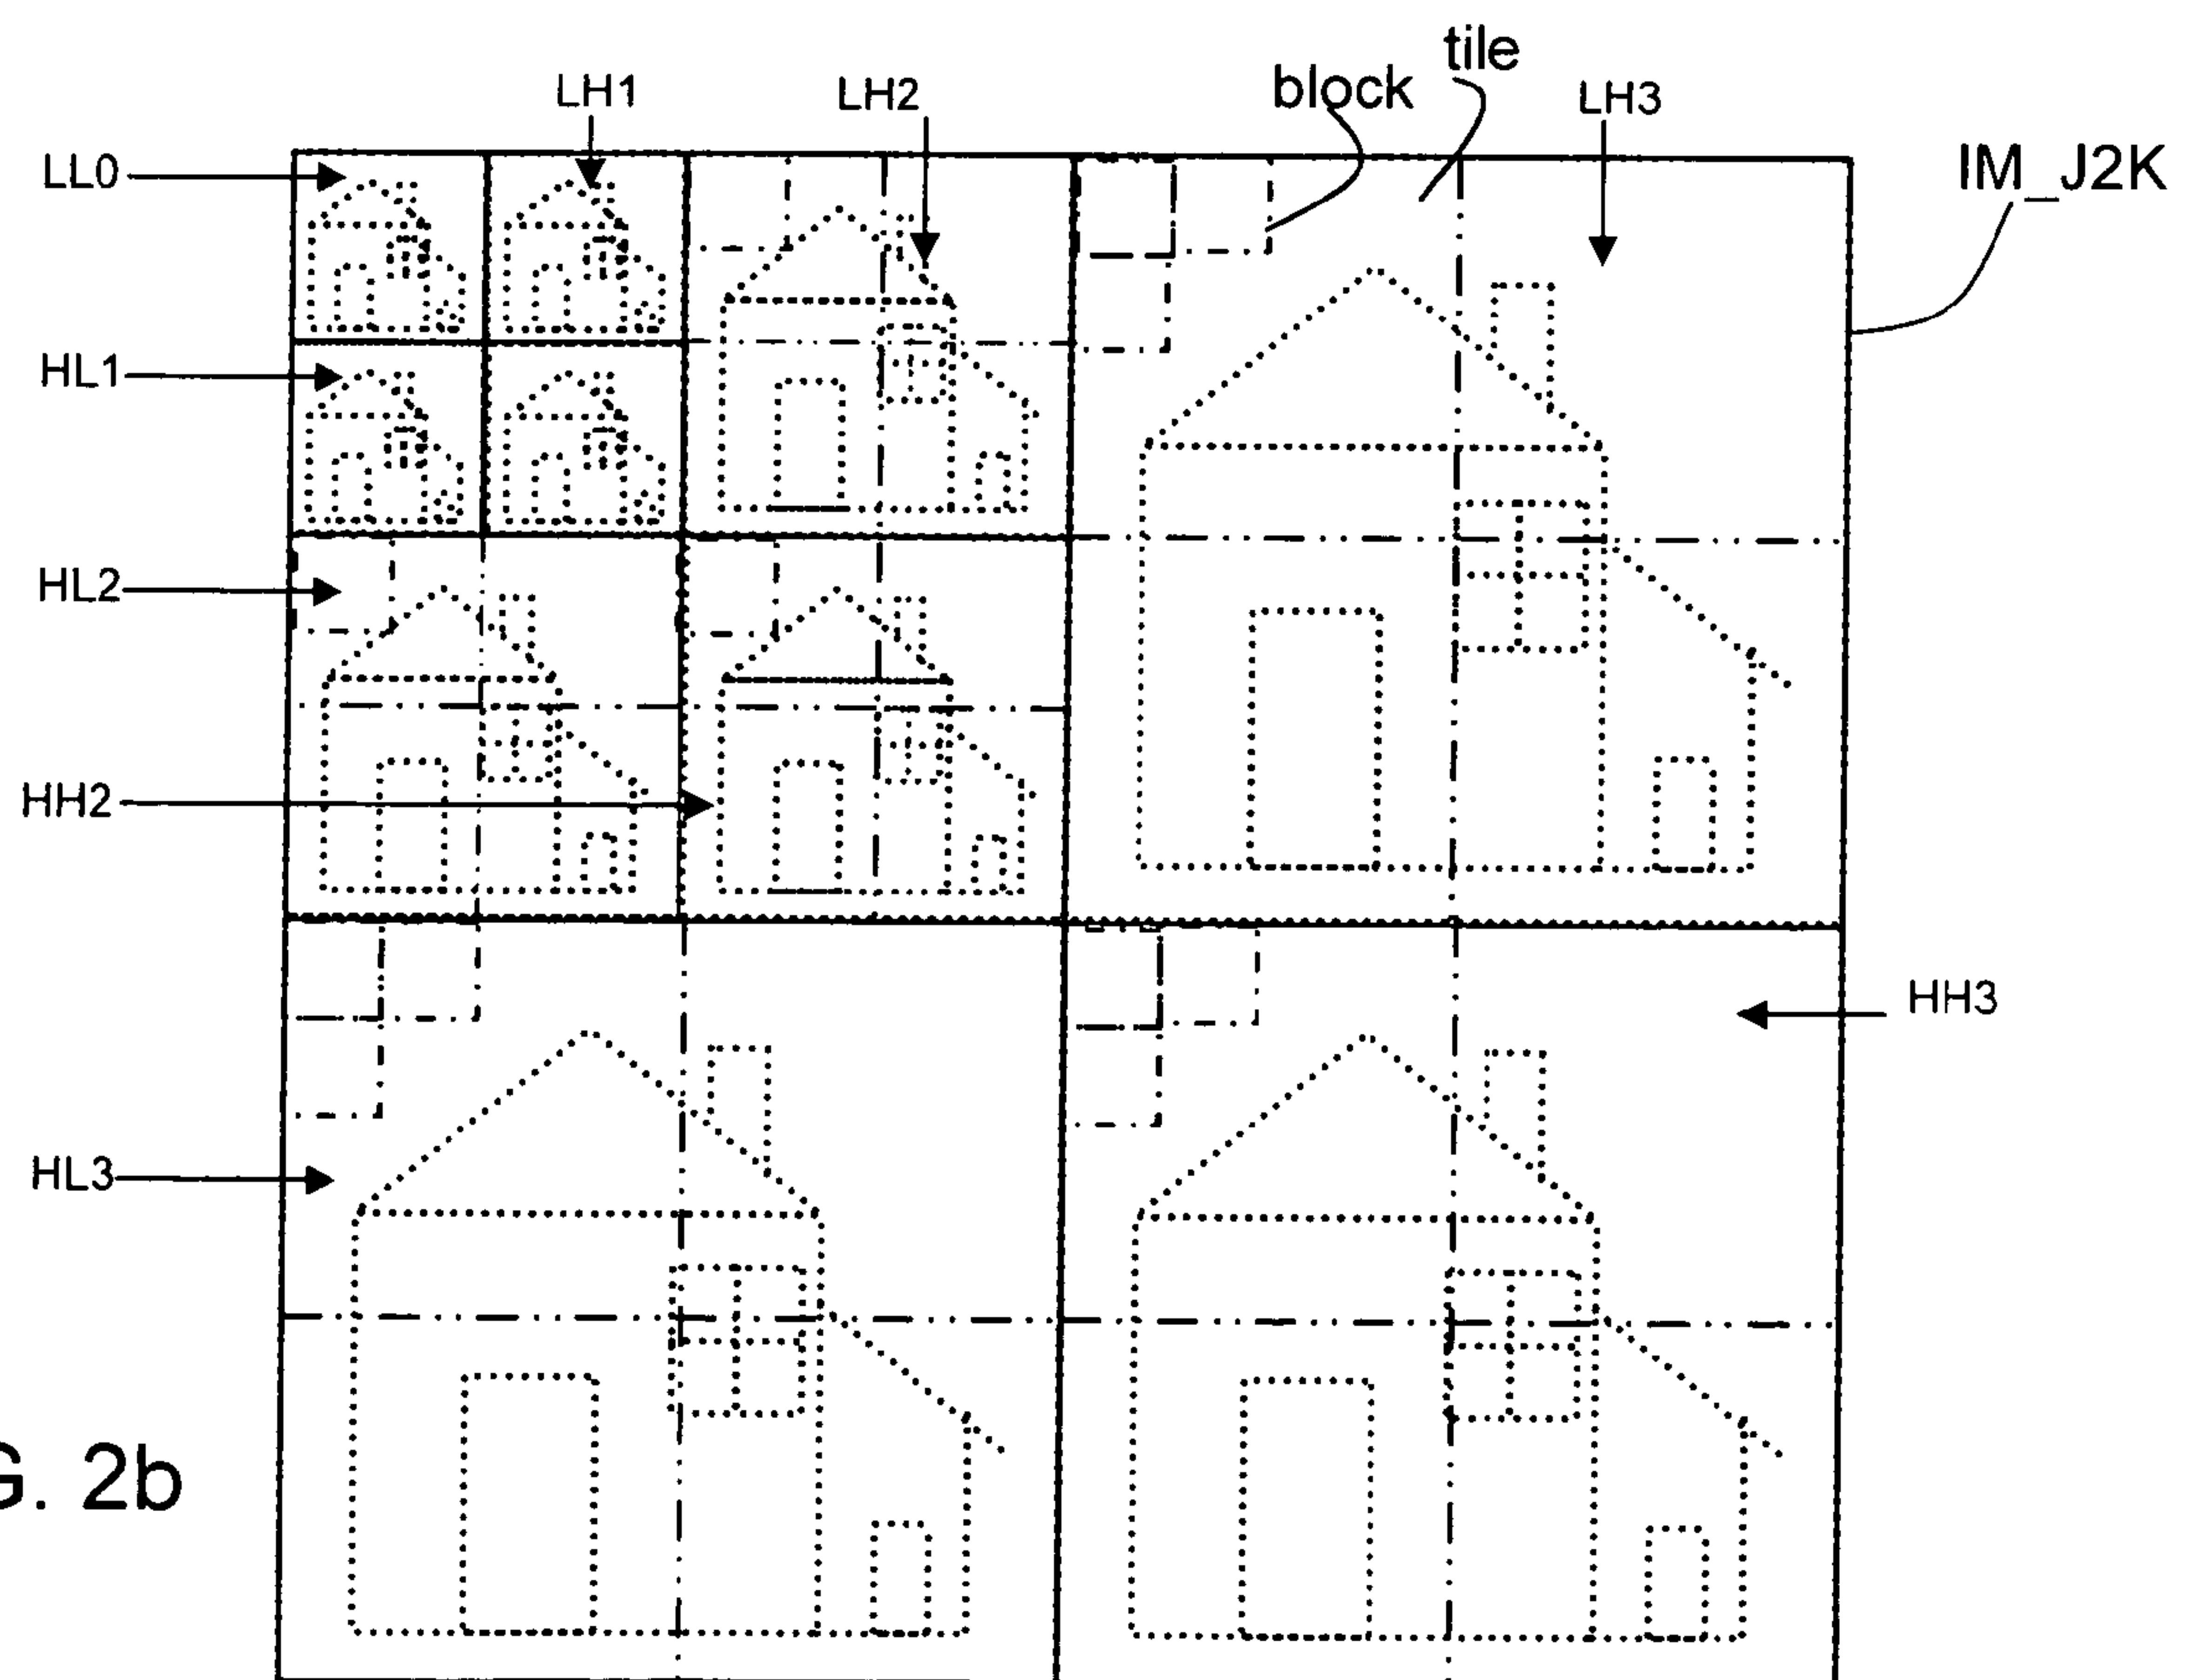 tile
block
LH1
LH2
LH3
LL0
IM_J2K
HL1
HL2
HH2
HH3
HL3
G. 2b